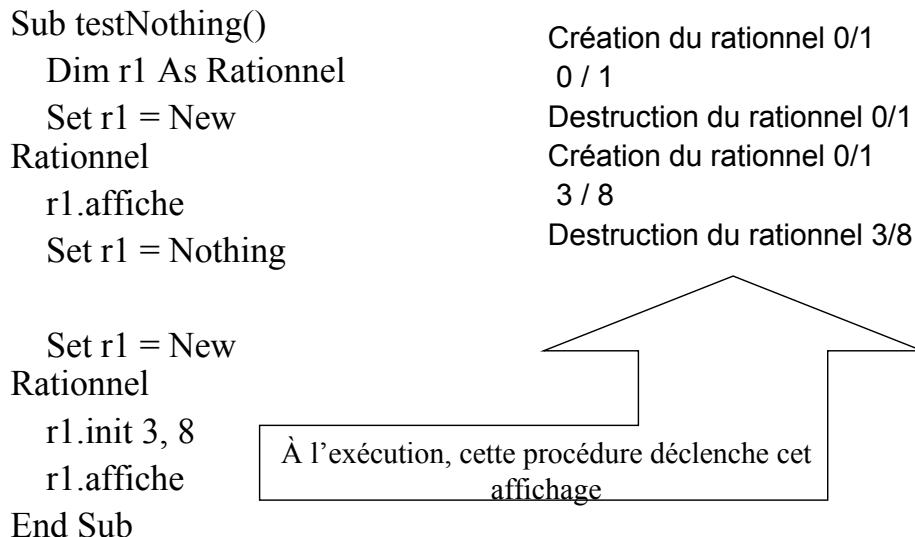 Sub testNothing()
Dim r1 As Rationnel
Set r1 = New
Rationnel
r1.affiche
Set r1 = Nothing
Set r1 = New
Rationnel
r1.init 3, 8
r1.affiche
End Sub
Création du rationnel 0/1
0 / 1
Destruction du rationnel 0/1
Création du rationnel 0/1
3 / 8
Destruction du rationnel 3/8
À l’exécution, cette procédure déclenche cet
affichage